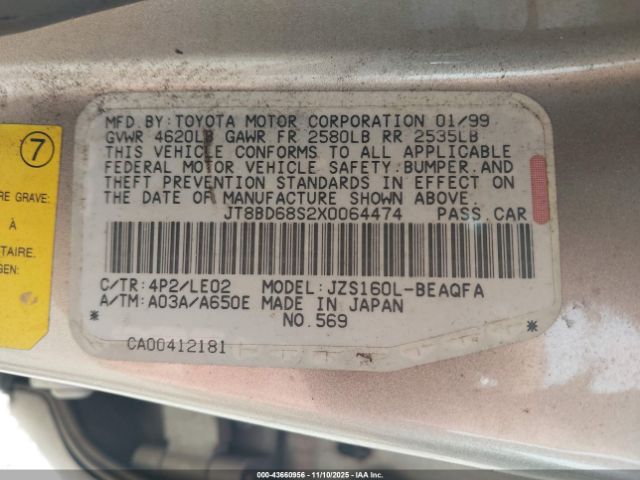 MFD.BY:TOYOTA MOTOR CORPORATION 01/99
GVWR 4620LB GAWR FR 2580LB RR 2535LB
THIS VEHICLE CONFORMS TO ALL APPLICABLE
FEDERAL MOTOR VEHICLE SAFETY.BUMPER.AND
THEFT PREVENTION STANDARDS IN EFFECT ON
THE DATE OF MANUFACTURE SHOWN ABOVE.
JT8BD68S2X0064474 PASS.CAR
C/TR:4P2/LE02 MODEL:JZS160L-BEAQFA
A/TM:A03A/A650E MADE IN JAPAN
* NO.569 *
CA00412181
7
RE GRAVE:
À
TAIRE.
GEN:
000-43660956 - 11/10/2025 - IAAI.COM